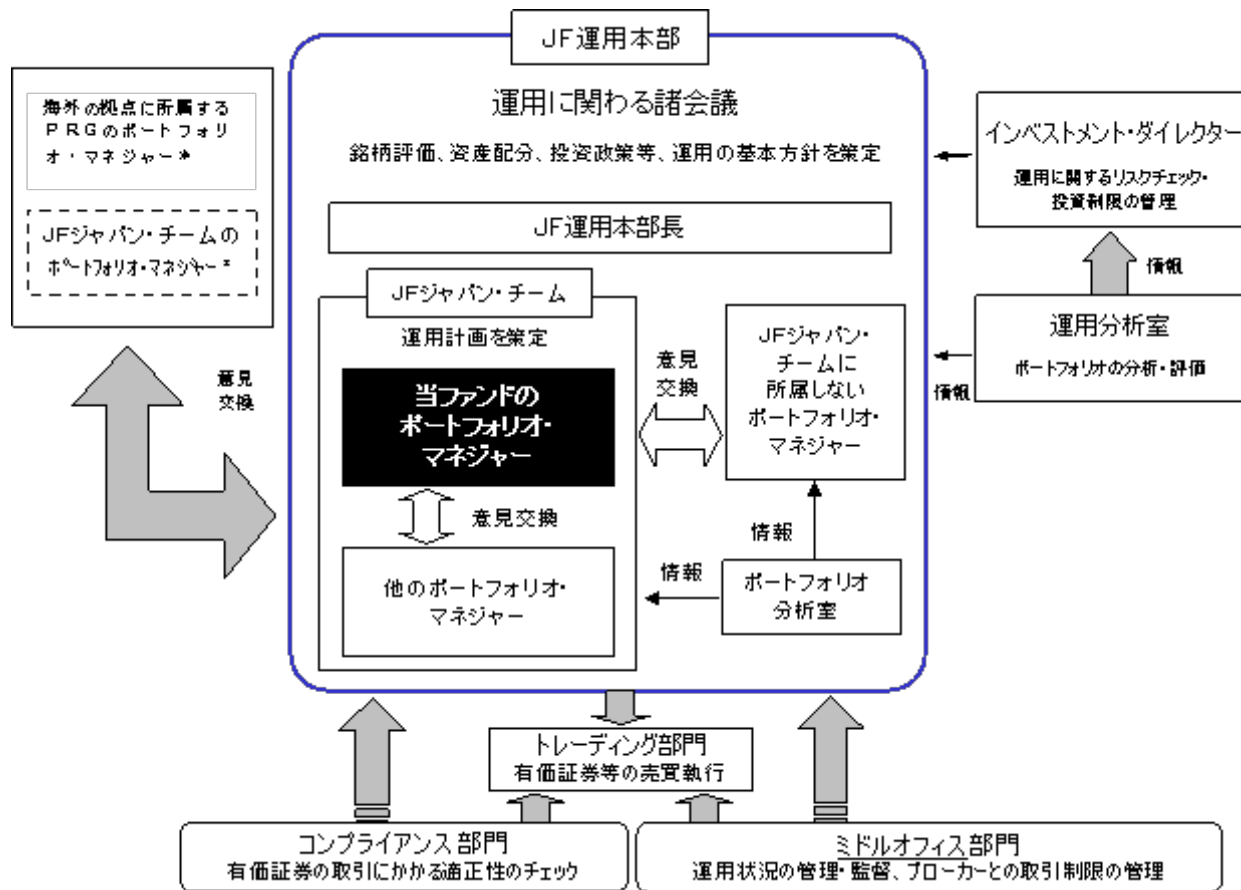 JF運用本部
運用に関わる諸会議
銘柄評価、資産配分、投資政策等、運用の基本方針を策定
JF運用本部長
海外の拠点に所属する
PRGのポートフォリ
オ・マネジャー*
JFジャパン・チームの
ポートフォリオ・マネジャー*
意見
交換
JFジャパン・チーム
運用計画を策定
当ファンドの
ポートフォリオ・
マネジャー
意見交換
他のポートフォリオ・
マネジャー
意見
交換
JFジャパン・
チームに
所属しない
ポートフォリオ・
マネジャー
情報
情報
ポートフォリオ
分析室
インベストメント・ダイレクター
運用に関するリスクチェック・
投資制限の管理
情報
運用分析室
ポートフォリオの分析・評価
情報
トレーディング部門
有価証券等の売買執行
コンプライアンス部門
有価証券の取引にかかる適正性のチェック
ミドルオフィス部門
運用状況の管理・監督、ブローカーとの取引制限の管理